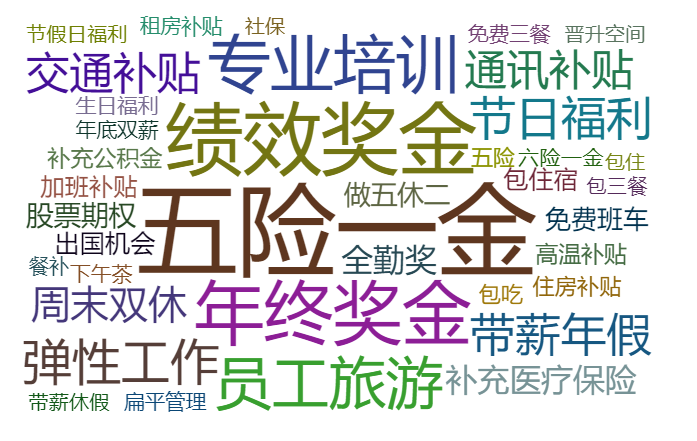 节假日福利
租房补贴
社保
免费三餐
晋升空间
交通补贴
专业培训
通讯补贴
生日福利
年底双薪
绩效奖金
节日福利
补充公积金
五险
六险一金
包住
加班补贴
做五休二
包住宿
包三餐
股票期权
五险一金
免费班车
出国机会
全勤奖
高温补贴
餐补
下午茶
周末双休
年终奖金
包吃
住房补贴
带薪年假
弹性工作
员工旅游
补充医疗保险
带薪休假
扁平管理